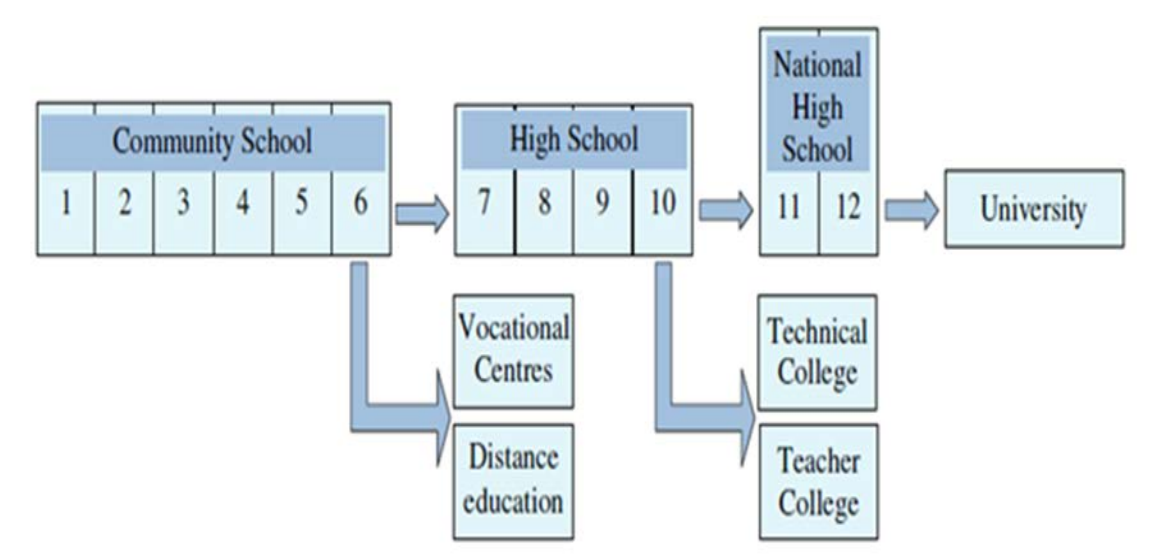 Community School
1 2 3 4 5 6
High School
7 8 9 10
National
High
School
11 12
University
Vocational
Centres
Distance
education
Technical
College
Teacher
College